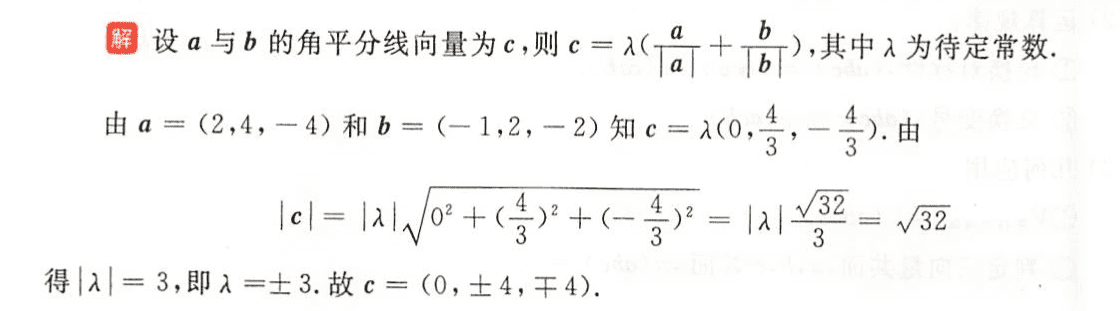 解 设 a 与 b 的角平分线向量为 c,则 c = λ(a/|a| + b/|b|),其中 λ 为待定常数.
由 a = (2,4,-4) 和 b = (-1,2,-2) 知 c = λ(0,4/3,-4/3). 由
|c| = |λ|√(0² + (4/3)² + (-4/3)²) = |λ| √32/3 = √32
得|λ| = 3,即 λ = ±3. 故 c = (0, ±4, ∓4).